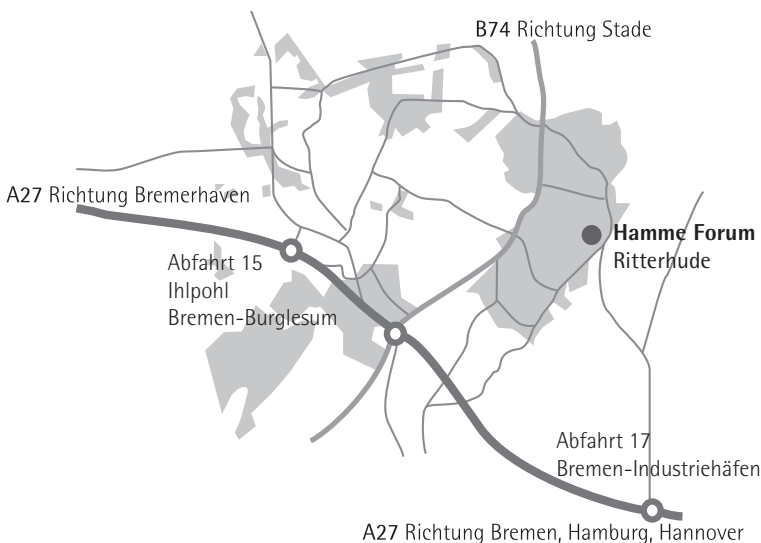 B74 Richtung Stade
A27 Richtung Bremerhaven
Hamme Forum
Ritterhude
Abfahrt 15
Ihlpohl
Bremen-Burglesum
Abfahrt 17
Bremen-Industriehäfen
A27 Richtung Bremen, Hamburg, Hannover